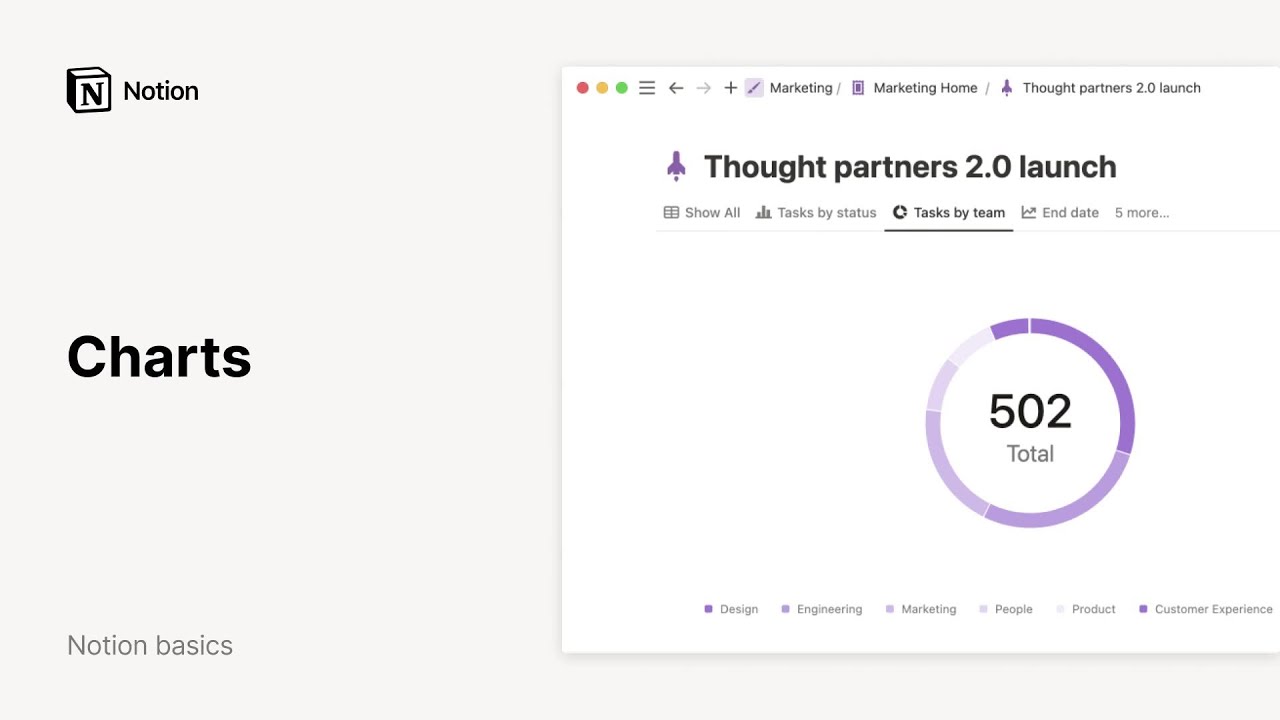 Notion
Charts
Notion basics
Marketing / Marketing Home / Thought partners 2.0 launch
Thought partners 2.0 launch
Show All Tasks by status Tasks by team End date 5 more...
502
Total
Design Engineering Marketing People Product Customer Experience